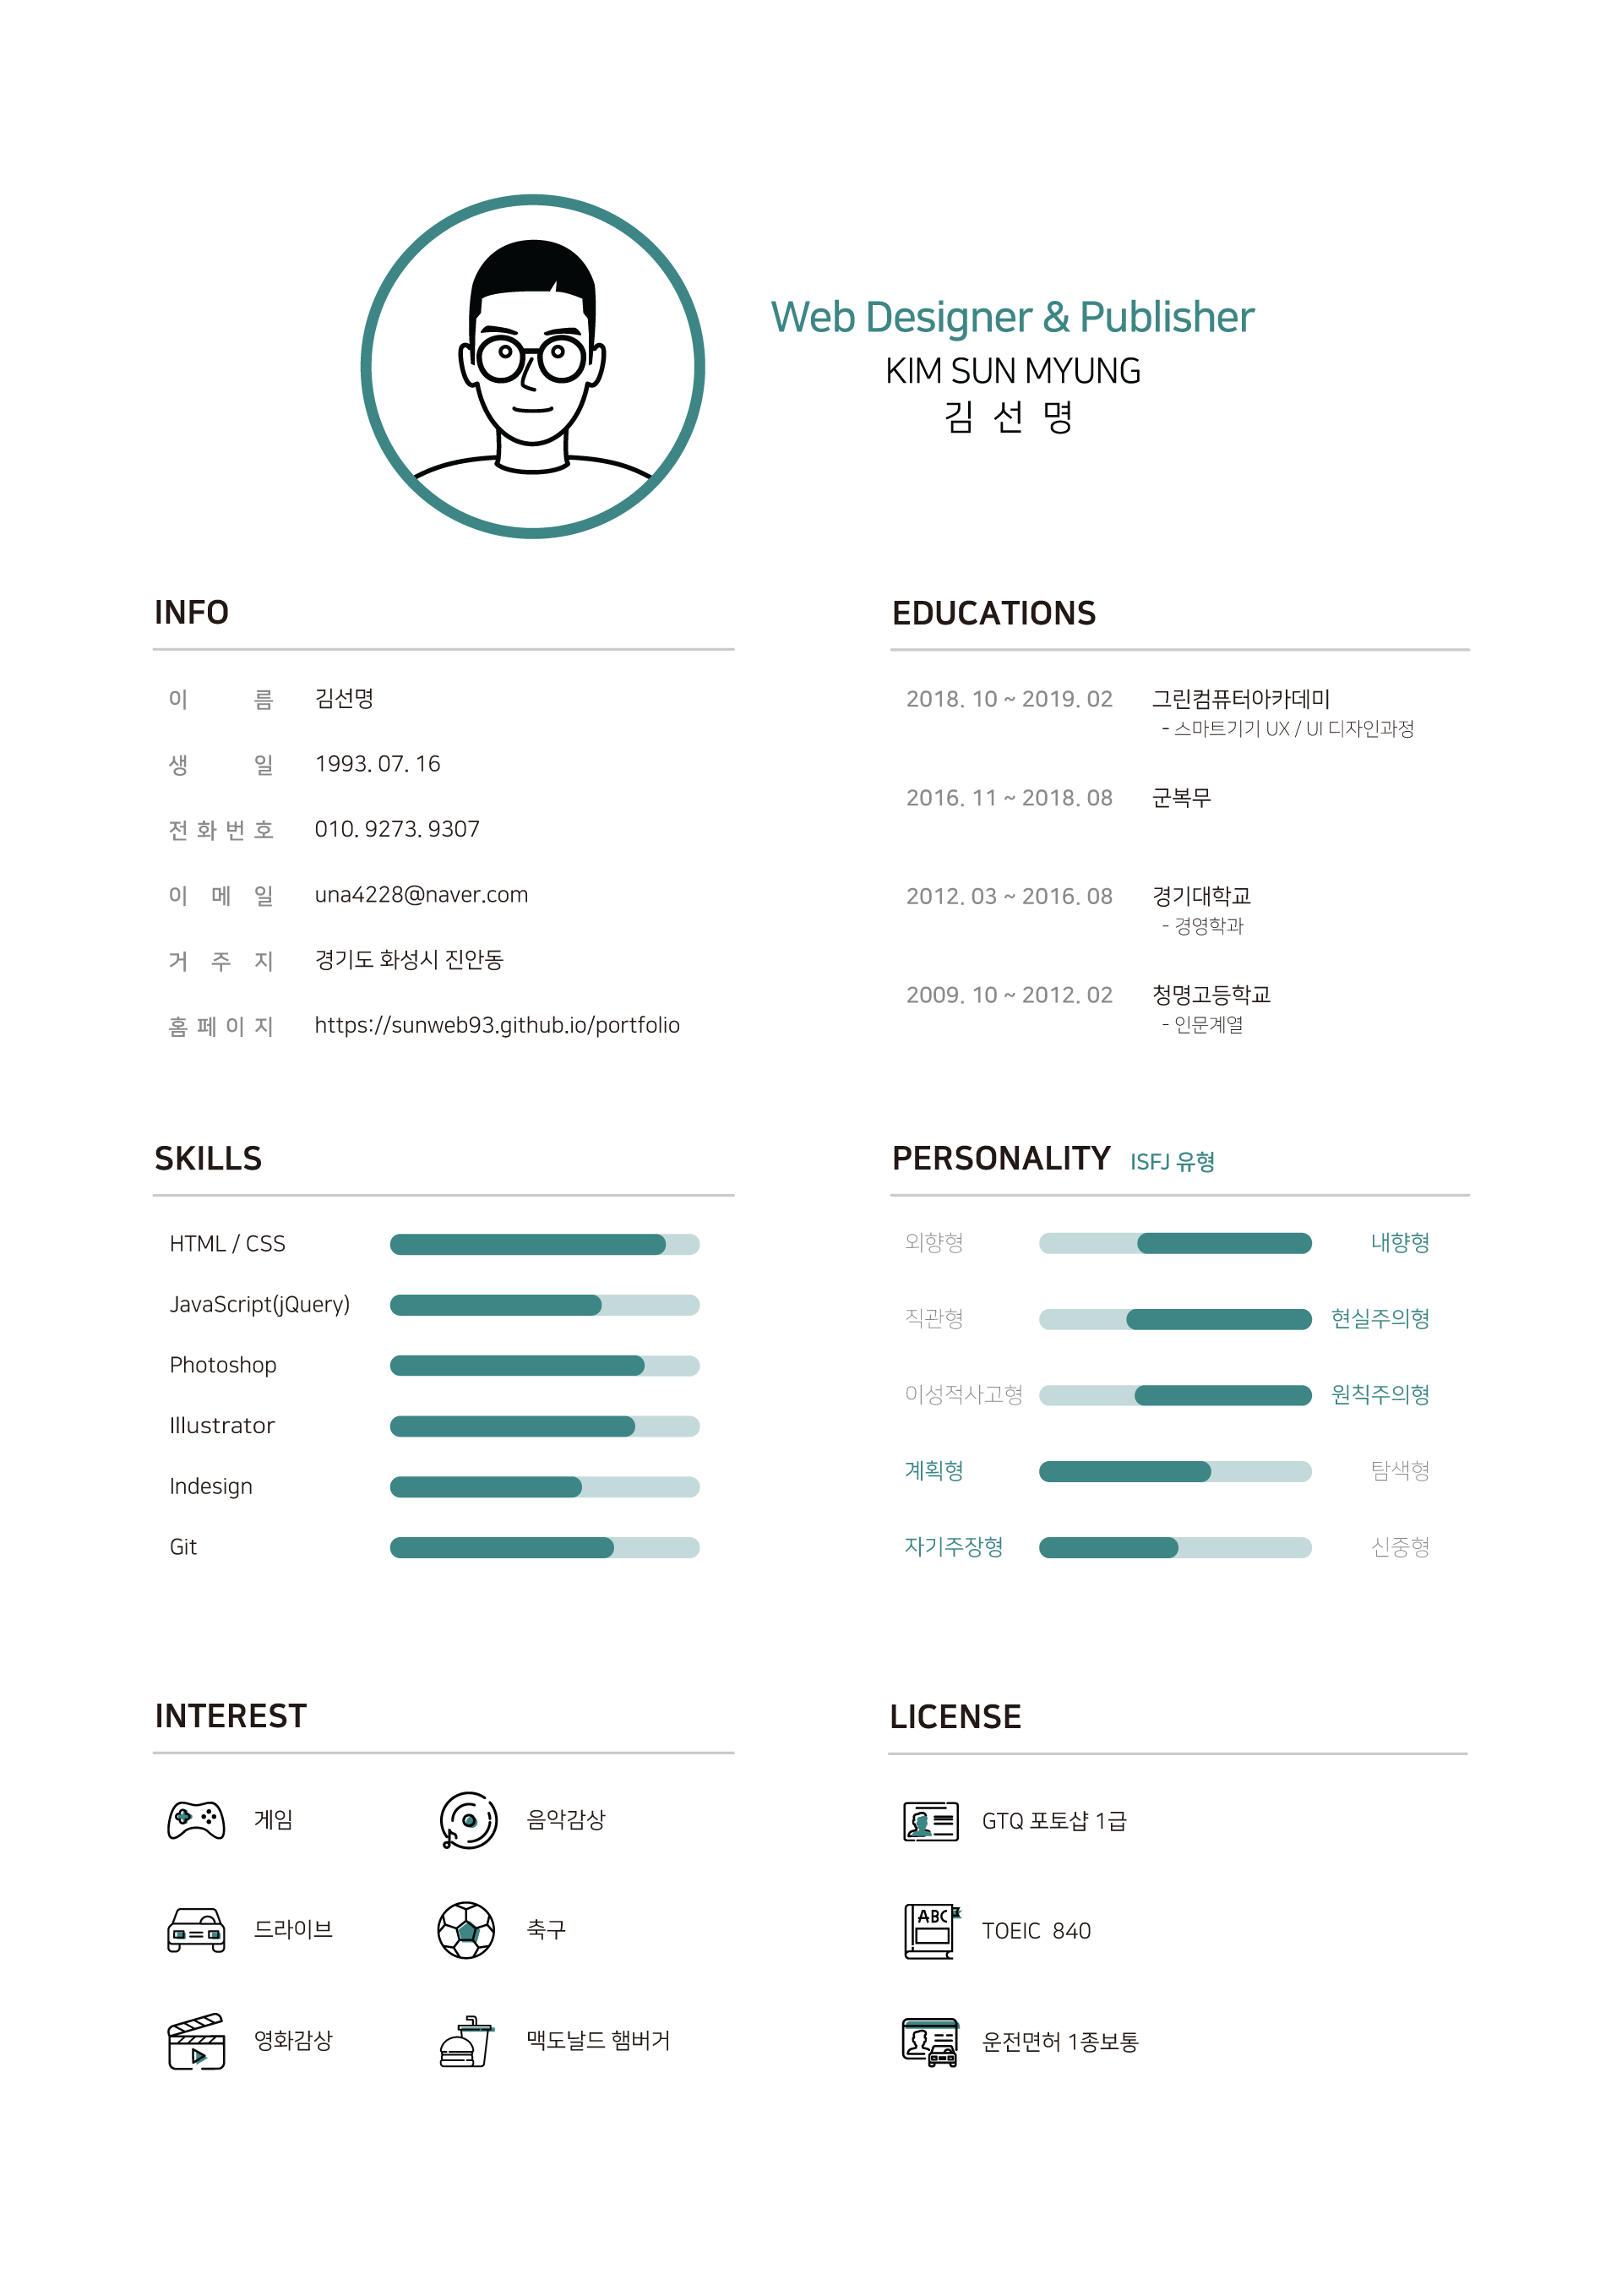 Web Designer & Publisher
KIM SUN MYUNG
김 선 명
INFO
이 름 김선명
생 일 1993. 07. 16
전 화 번 호 010. 9273. 9307
이 메 일 una4228@naver.com
거 주 지 경기도 화성시 진안동
홈 페 이 지 https://sunweb93.github.io/portfolio
EDUCATIONS
2018. 10 ~ 2019. 02 그린컴퓨터아카데미
- 스마트기기 UX / UI 디자인과정
2016. 11 ~ 2018. 08 군복무
2012. 03 ~ 2016. 08 경기대학교
- 경영학과
2009. 10 ~ 2012. 02 청명고등학교
- 인문계열
SKILLS
HTML / CSS
JavaScript(jQuery)
Photoshop
Illustrator
Indesign
Git
PERSONALITY ISFJ 유형
외향형 내향형
직관형 현실주의형
이성적사고형 원칙주의형
계획형 탐색형
자기주장형 신중형
INTEREST
게임 음악감상
드라이브 축구
영화감상 맥도날드 햄버거
LICENSE
GTQ 포토샵 1급
ABC TOEIC 840
운전면허 1종보통